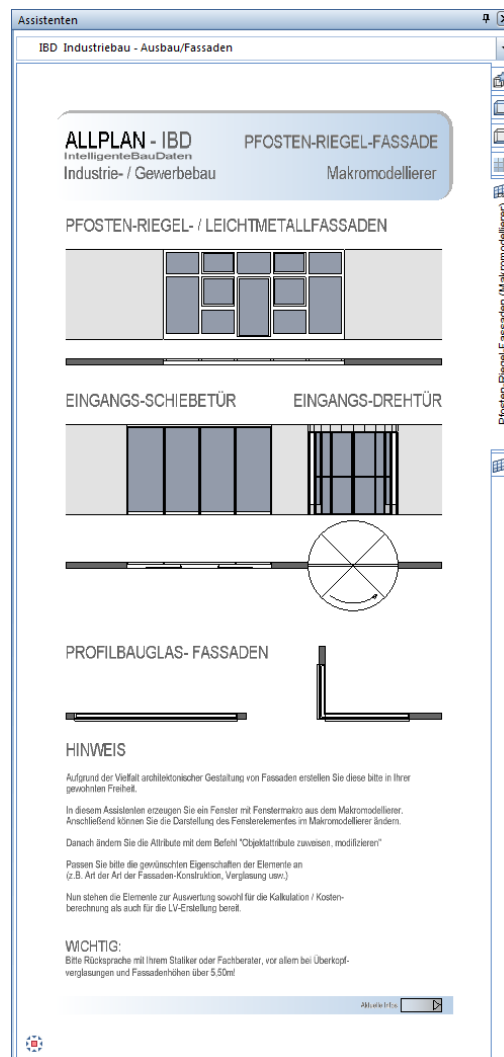 Assistenten
IBD Industriebau - Ausbau/Fassaden
ALLPLAN - IBD
IntelligenteBauDaten
Industrie- / Gewerbebau
PFOSTEN-RIEGEL-FASSADE
Makromodellierer
Pfosten-Riegel-Fassaden (Makromodellierer)
PFOSTEN-RIEGEL- / LEICHTMETALLFASSADEN
EINGANGS-SCHIEBETÜR
EINGANGS-DREHTÜR
PROFILBAUGLAS- FASSADEN
HINWEIS
Aufgrund der Vielfalt architektonischer Gestaltung von Fassaden erstellen Sie diese bitte in Ihrer
gewohnten Freiheit.
In diesem Assistenten erzeugen Sie ein Fenster mit Fenstermakro aus dem Makromodellierer.
Anschließend können Sie die Darstellung des Fensterelementes im Makromodellierer ändern.
Danach ändern Sie die Attribute mit dem Befehl "Objektattribute zuweisen, modifizieren"
Passen Sie bitte die gewünschten Eigenschaften der Elemente an
(z.B. Art der Art der Fassaden-Konstruktion, Verglasung usw.)
Nun stehen die Elemente zur Auswertung sowohl für die Kalkulation / Kosten-
berechnung als auch für die LV-Erstellung bereit.
WICHTIG:
Bitte Rücksprache mit Ihrem Statiker oder Fachberater, vor allem bei Überkopf-
verglasungen und Fassadenhöhen über 5,50m!
Aktuelle Infos